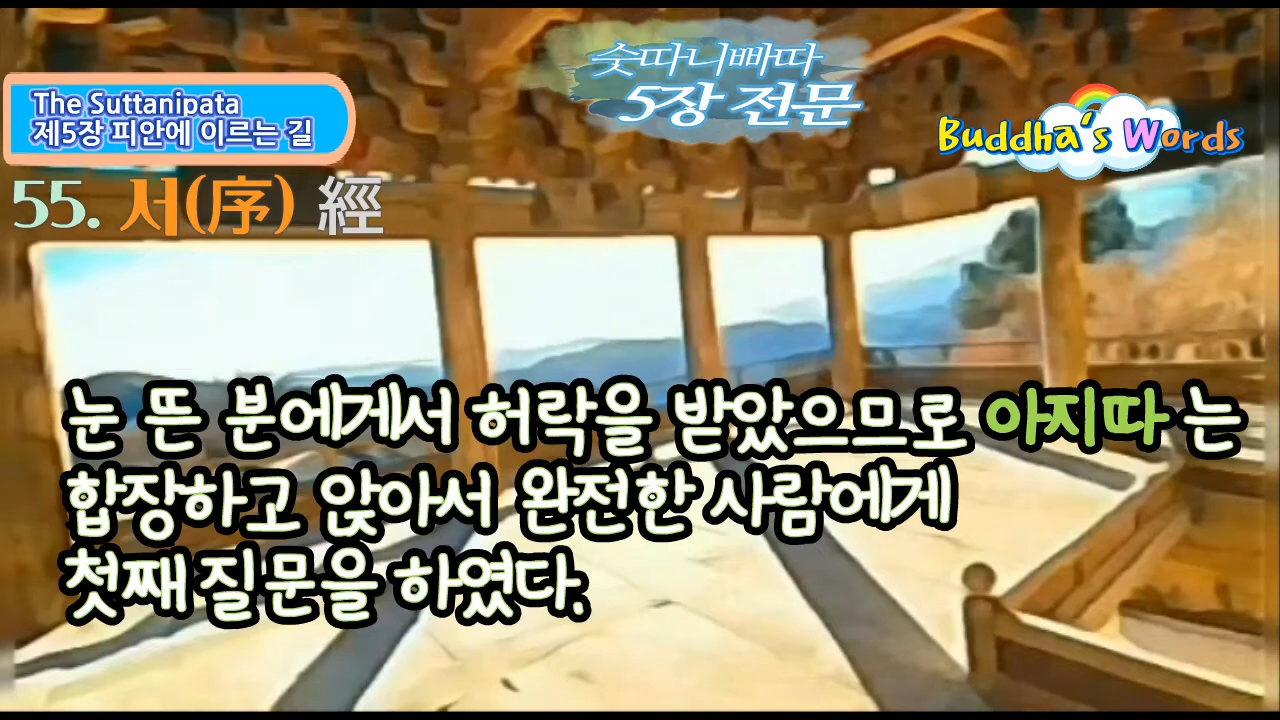 숫따니빠따
5장 전문
The Suttanipata
제5장 피안에 이르는 길
Buddha's Words
55. 서(序) 經
눈 뜬 분에게서 허락을 받았으므로 아지따 는
합장하고 앉아서 완전한 사람에게
첫째 질문을 하였다.